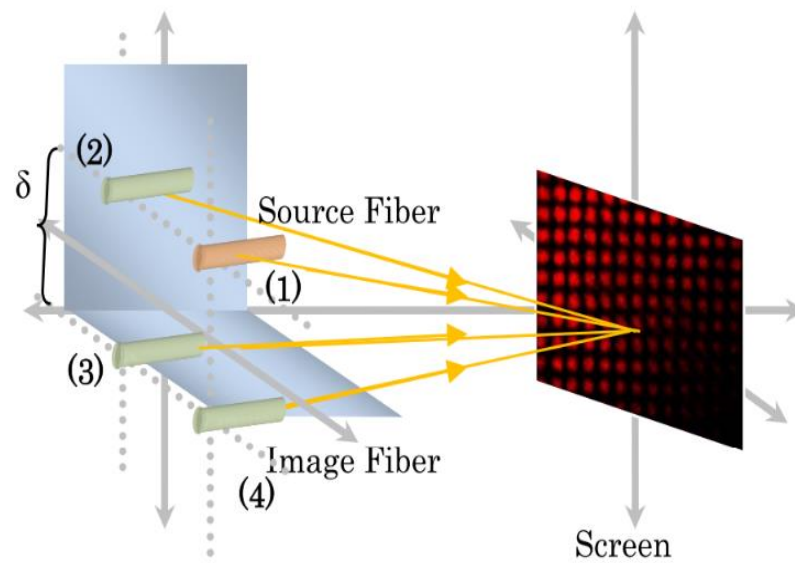 (2)
δ
Source Fiber
(1)
(3)
Image Fiber
(4)
Screen